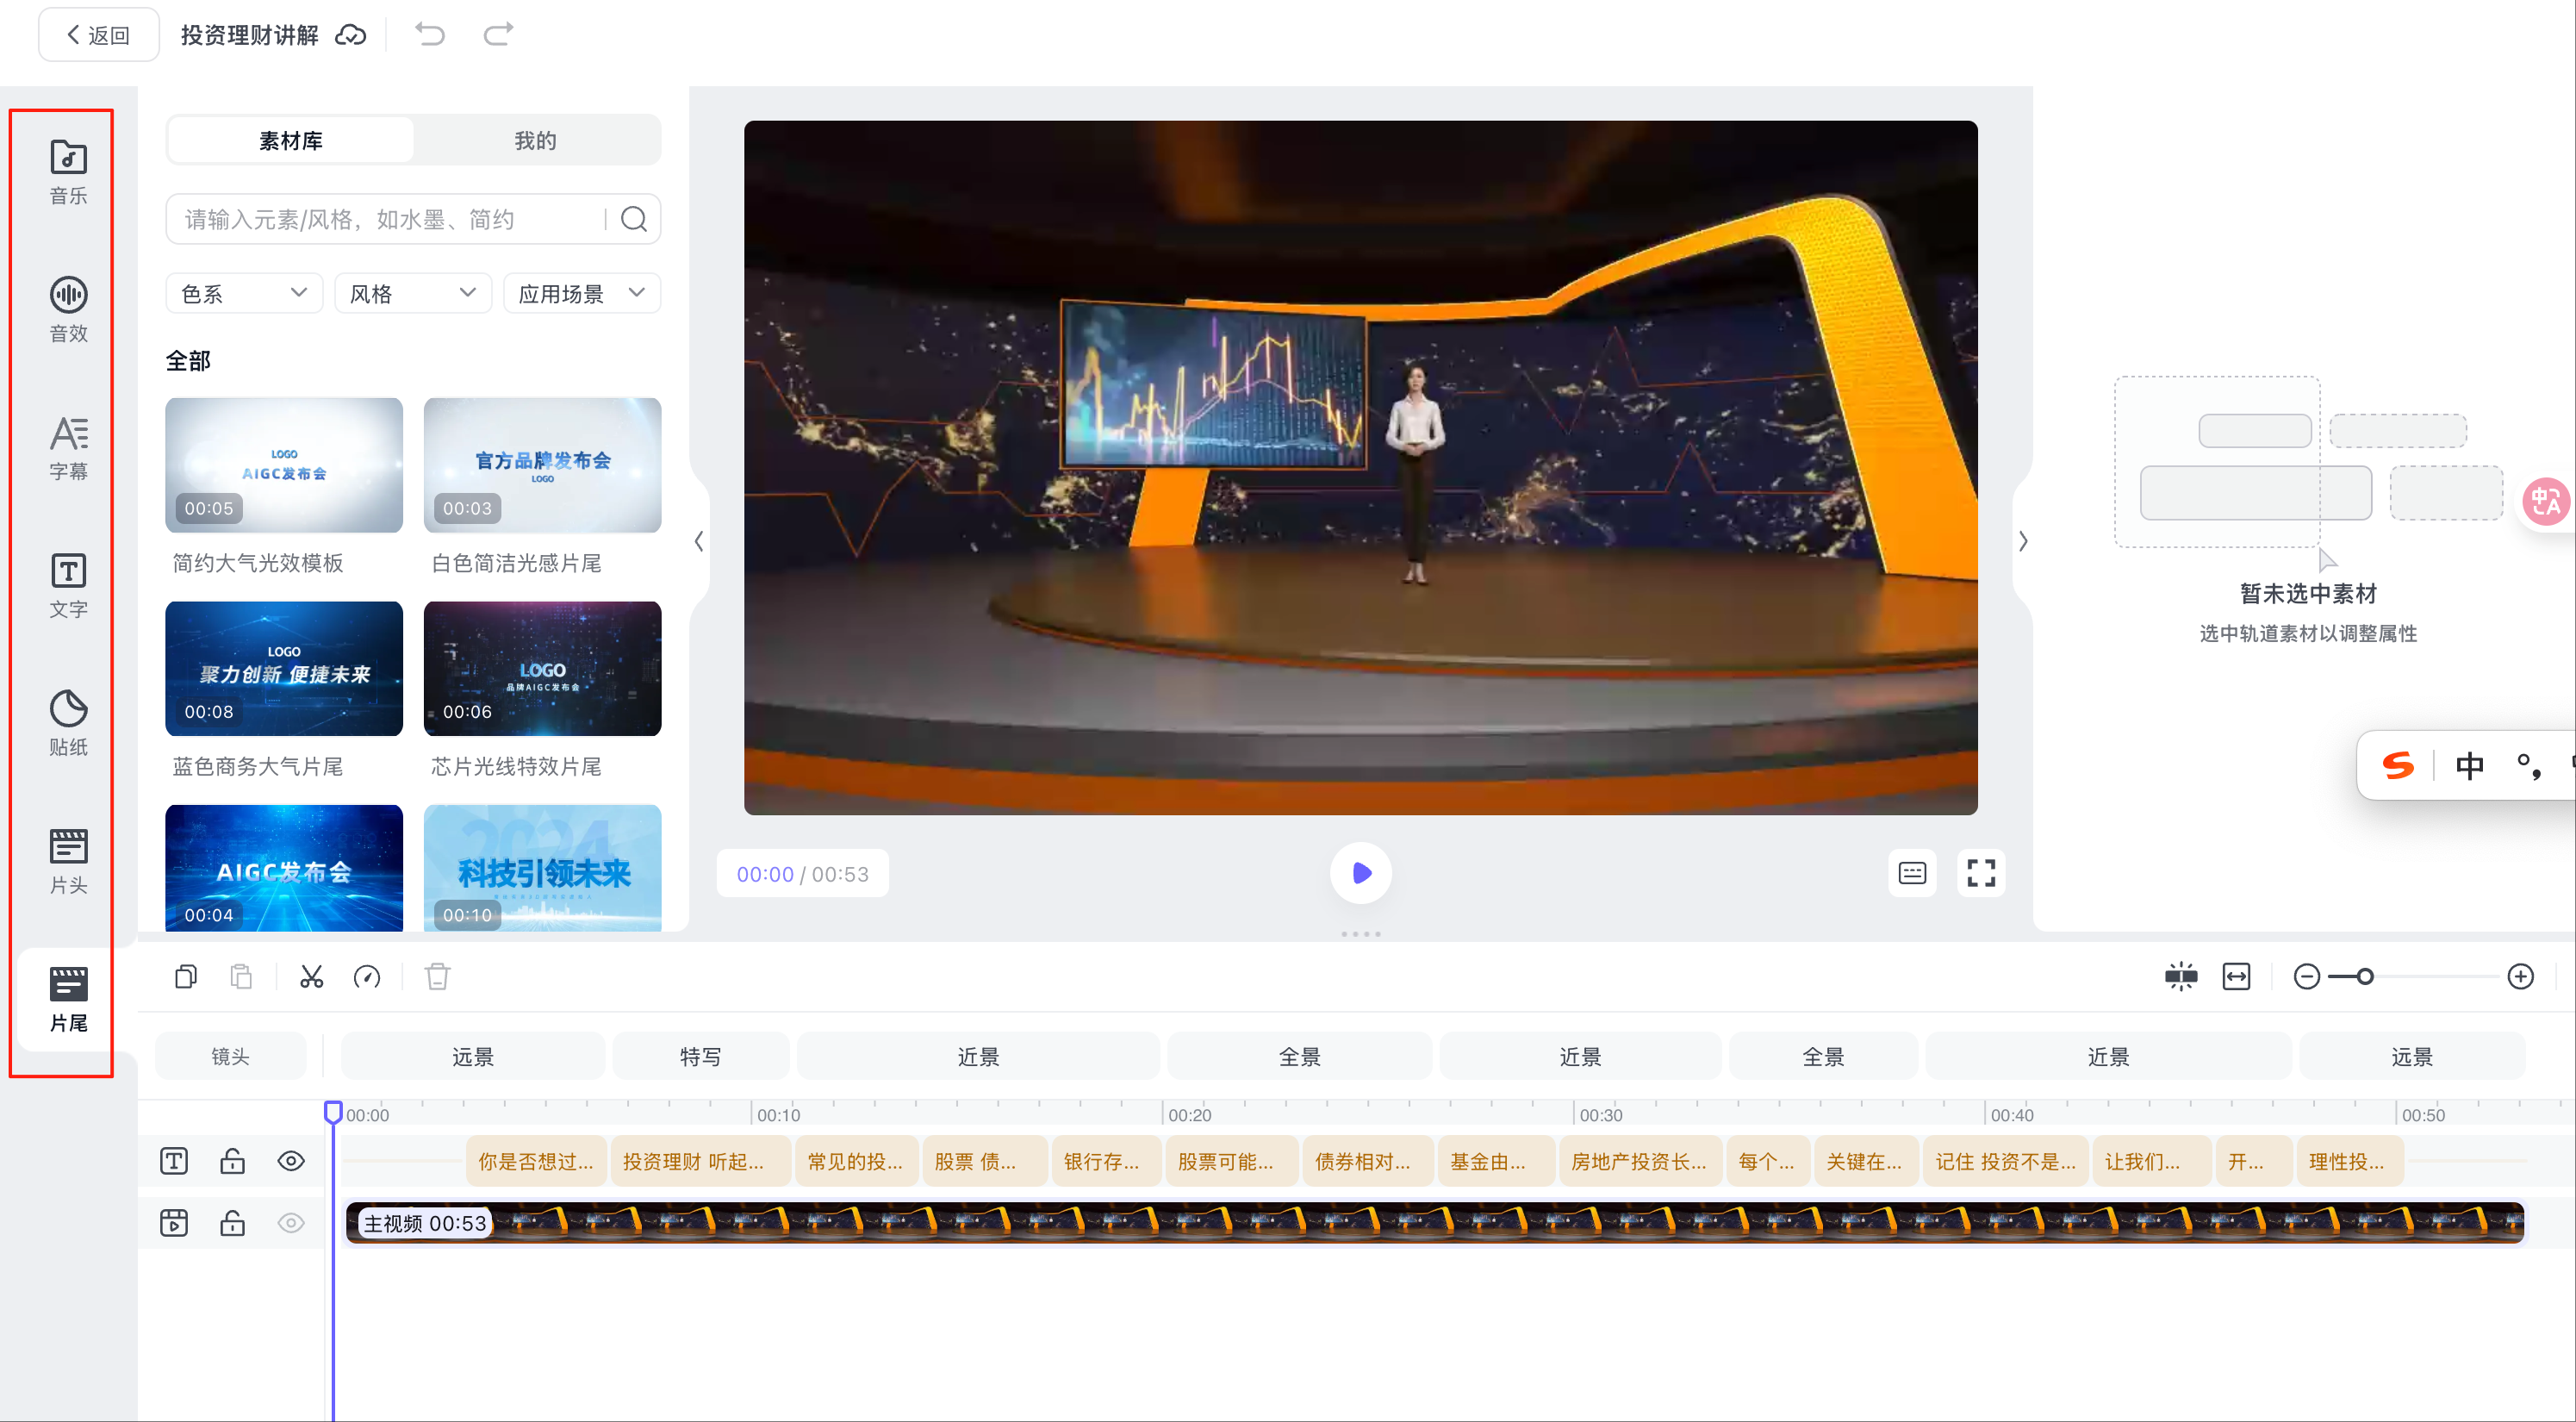 返回
投资理财讲解
音乐
音效
字幕
文字
贴纸
片头
片尾
素材库
我的
请输入元素/风格，如水墨、简约
色系
风格
应用场景
全部
LOGO
AIGC发布会
00:05
简约大气光效模板
官方品牌发布会
LOGO
00:03
白色简洁光感片尾
LOGO
聚力创新 便捷未来
00:08
蓝色商务大气片尾
LOGO
品牌AIGC发布会
00:06
芯片光线特效片尾
AIGC发布会
00:04
2024
科技引领未来
00:10
00:00 / 00:53
暂未选中素材
选中轨道素材以调整属性
中
镜头
远景
特写
近景
全景
近景
全景
近景
远景
00:00
00:10
00:20
00:30
00:40
00:50
你是否想过...
投资理财 听起...
常见的投...
股票 债...
银行存...
股票可能...
债券相对...
基金由...
房地产投资长...
每个...
关键在...
记住 投资不是...
让我们...
开...
理性投...
主视频 00:53